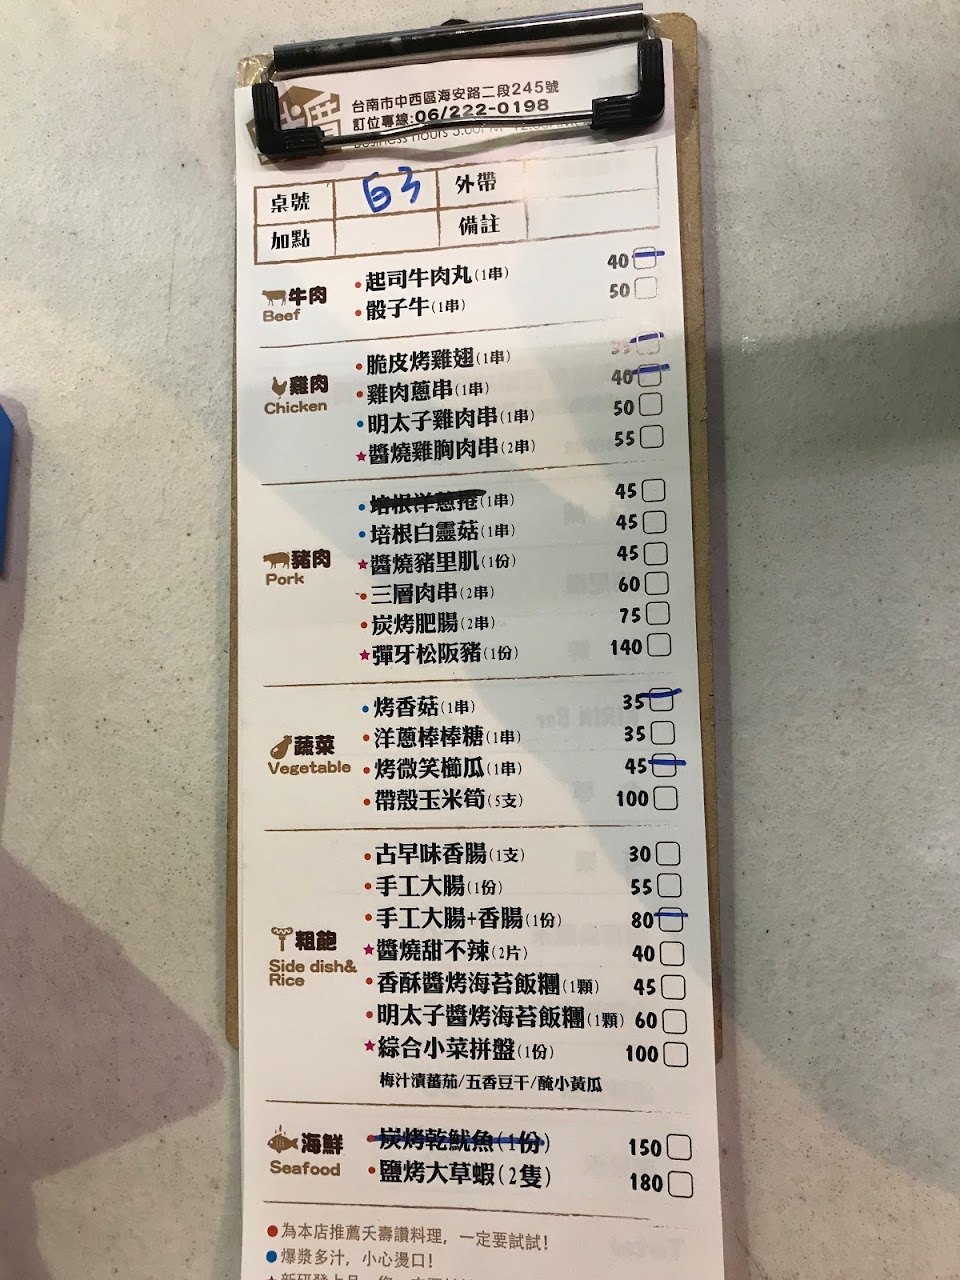 台南市中西區海安路二段245號
訂位專線:06/222-0198
桌號 B3 外帶
加點 備註
牛肉
Beef
•起司牛肉丸(1串) 40
•骰子牛(1串) 50
雞肉
Chicken
•脆皮烤雞翅(1串) 35
•雞肉蔥串(1串) 40
•明太子雞肉串(1串) 50
★醬燒雞胸肉串(2串) 55
豬肉
Pork
•培根洋蔥捲(1串) 45
•培根白靈菇(1串) 45
★醬燒豬里肌(1份) 45
•三層肉串(2串) 60
•炭烤肥腸(2串) 75
★彈牙松阪豬(1份) 140
蔬菜
Vegetable
•烤香菇(1串) 35
•洋蔥棒棒糖(1串) 35
•烤微笑櫛瓜(1串) 45
•帶殼玉米筍(5支) 100
粗飽
Side dish&
Rice
•古早味香腸(1支) 30
•手工大腸(1份) 55
•手工大腸+香腸(1份) 80
★醬燒甜不辣(2片) 40
•香酥醬烤海苔飯糰(1顆) 45
•明太子醬烤海苔飯糰(1顆) 60
★綜合小菜拼盤(1份) 100
梅汁漬蕃茄/五香豆干/醃小黃瓜
海鮮
Seafood
•炭烤乾魷魚(1份) 150
•鹽烤大草蝦(2隻) 180
●為本店推薦夭壽讚料理，一定要試試！
●爆漿多汁，小心燙口！